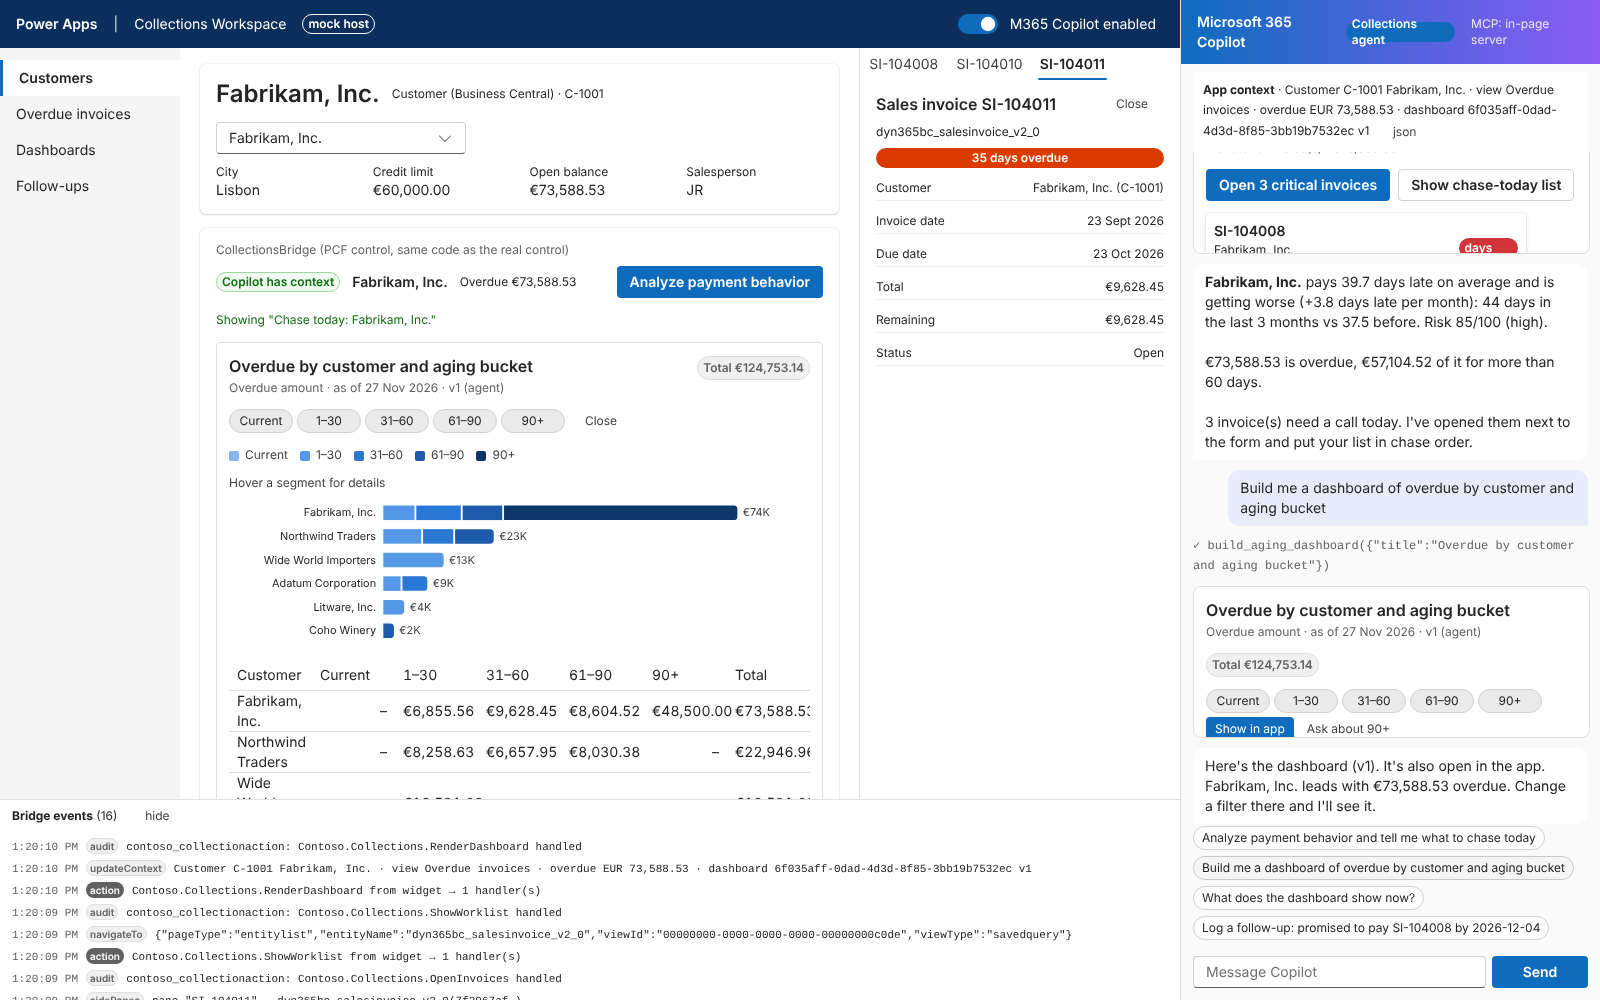 Power Apps | Collections Workspace mock host
M365 Copilot enabled
Customers
Overdue invoices
Dashboards
Follow-ups
Fabrikam, Inc. Customer (Business Central) · C-1001
Fabrikam, Inc.
City Credit limit Open balance Salesperson
Lisbon €60,000.00 €73,588.53 JR
CollectionsBridge (PCF control, same code as the real control)
Copilot has context Fabrikam, Inc. Overdue €73,588.53 Analyze payment behavior
Showing "Chase today: Fabrikam, Inc."
Overdue by customer and aging bucket Total €124,753.14
Overdue amount · as of 27 Nov 2026 · v1 (agent)
Current 1–30 31–60 61–90 90+ Close
Current 1–30 31–60 61–90 90+
Hover a segment for details
Fabrikam, Inc. €74K
Northwind Traders €23K
Wide World Importers €13K
Adatum Corporation €9K
Litware, Inc. €4K
Coho Winery €2K
Customer Current 1–30 31–60 61–90 90+ Total
Fabrikam, Inc. – €6,855.56 €9,628.45 €8,604.52 €48,500.00 €73,588.53
Northwind Traders – €8,258.63 €6,657.95 €8,030.38 – €22,946.96
Wide
SI-104008 SI-104010 SI-104011
Sales invoice SI-104011 Close
dyn365bc_salesinvoice_v2_0
35 days overdue
Customer Fabrikam, Inc. (C-1001)
Invoice date 23 Sept 2026
Due date 23 Oct 2026
Total €9,628.45
Remaining €9,628.45
Status Open
Bridge events (16) hide
1:20:10 PM audit contoso_collectionaction: Contoso.Collections.RenderDashboard handled
1:20:10 PM updateContext Customer C-1001 Fabrikam, Inc. · view Overdue invoices · overdue EUR 73,588.53 · dashboard 6f035aff-0dad-4d3d-8f85-3bb19b7532ec v1
1:20:10 PM action Contoso.Collections.RenderDashboard from widget → 1 handler(s)
1:20:09 PM audit contoso_collectionaction: Contoso.Collections.ShowWorklist handled
1:20:09 PM navigateTo {"pageType":"entitylist","entityName":"dyn365bc_salesinvoice_v2_0","viewId":"00000000-0000-0000-0000-00000000c0de","viewType":"savedquery"}
1:20:09 PM action Contoso.Collections.ShowWorklist from widget → 1 handler(s)
1:20:09 PM audit contoso_collectionaction: Contoso.Collections.OpenInvoices handled
Microsoft 365 Copilot
Collections agent
MCP: in-page server
App context · Customer C-1001 Fabrikam, Inc. · view Overdue
invoices · overdue EUR 73,588.53 · dashboard 6f035aff-0dad-
4d3d-8f85-3bb19b7532ec v1 json
Open 3 critical invoices Show chase-today list
SI-104008
Fabrikam, Inc. days
Fabrikam, Inc. pays 39.7 days late on average and is
getting worse (+3.8 days late per month): 44 days in
the last 3 months vs 37.5 before. Risk 85/100 (high).
€73,588.53 is overdue, €57,104.52 of it for more than
60 days.
3 invoice(s) need a call today. I've opened them next to
the form and put your list in chase order.
Build me a dashboard of overdue by customer and
aging bucket
✓ build_aging_dashboard({"title":"Overdue by customer
and aging bucket"})
Overdue by customer and aging bucket
Overdue amount · as of 27 Nov 2026 · v1 (agent)
Total €124,753.14
Current 1–30 31–60 61–90 90+
Show in app Ask about 90+
Here's the dashboard (v1). It's also open in the app.
Fabrikam, Inc. leads with €73,588.53 overdue. Change
a filter there and I'll see it.
Analyze payment behavior and tell me what to chase today
Build me a dashboard of overdue by customer and aging bucket
What does the dashboard show now?
Log a follow-up: promised to pay SI-104008 by 2026-12-04
Message Copilot Send